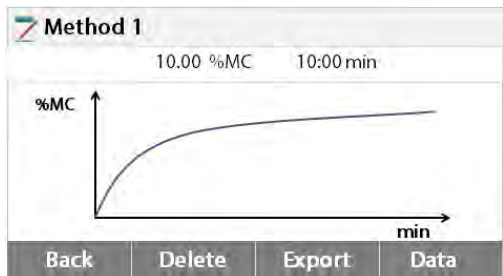 Method 1
10.00 %MC 10:00 min
%MC
min
Back Delete Export Data